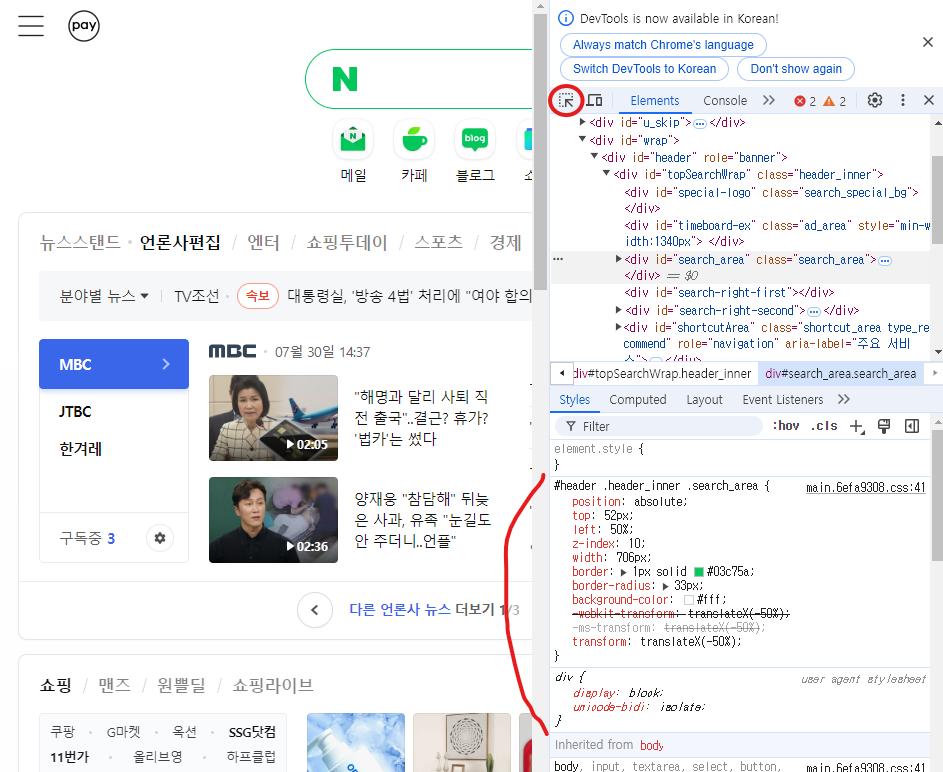 pay
N
N
blog
메일
카페
블로그
뉴스스탠드 · 언론사편집 / 엔터 / 쇼핑투데이 / 스포츠 / 경제
분야별 뉴스 TV조선 · 속보 대통령실, '방송 4법' 처리에 "여야 합의
MBC
JTBC
한겨레
구독중 3
MBC · 07월 30일 14:37
"해명과 달리 사퇴 직
전 출국"..결근? 휴가?
'법카'는 썼다
02:05
양재웅 "참담해" 뒤늦
은 사과, 유족 "눈길도
안 주더니..언플"
02:36
다른 언론사 뉴스 더보기 1/3
쇼핑 / 맨즈 / 원쁠딜 / 쇼핑라이브
쿠팡 · G마켓 · 옥션 · SSG닷컴
11번가 · 올리브영 · 하프클럽
DevTools is now available in Korean!
Always match Chrome's language
Switch DevTools to Korean
Don't show again
Elements Console 2 2
<div id="u_skip"> </div>
<div id="wrap">
<div id="header" role="banner">
<div id="topSearchWrap" class="header_inner">
<div id="special-logo" class="search_special_bg">
</div>
<div id="timeboard-ex" class="ad_area" style="min-w
idth:1340px"> </div>
<div id="search_area" class="search_area">
</div> == $0
<div id="search-right-first"></div>
<div id="search-right-second"> </div>
<div id="shortcutArea" class="shortcut_area type_re
commend" role="navigation" aria-label="주요 서비
스"> </div>
div#topSearchWrap.header_inner div#search_area.search_area
Styles Computed Layout Event Listeners
Filter :hov .cls
element.style {
}
#header .header_inner .search_area { main.6efa9308.css:41
position: absolute;
top: 52px;
left: 50%;
z-index: 10;
width: 706px;
border: 1px solid #03c75a;
border-radius: 33px;
background-color: #fff;
-webkit-transform: translateX(-50%);
-ms-transform: translateX(-50%);
transform: translateX(-50%);
}
div { user agent stylesheet
display: block;
unicode-bidi: isolate;
}
Inherited from body
body, input, textarea, select, button, main.6efa9308.css:41